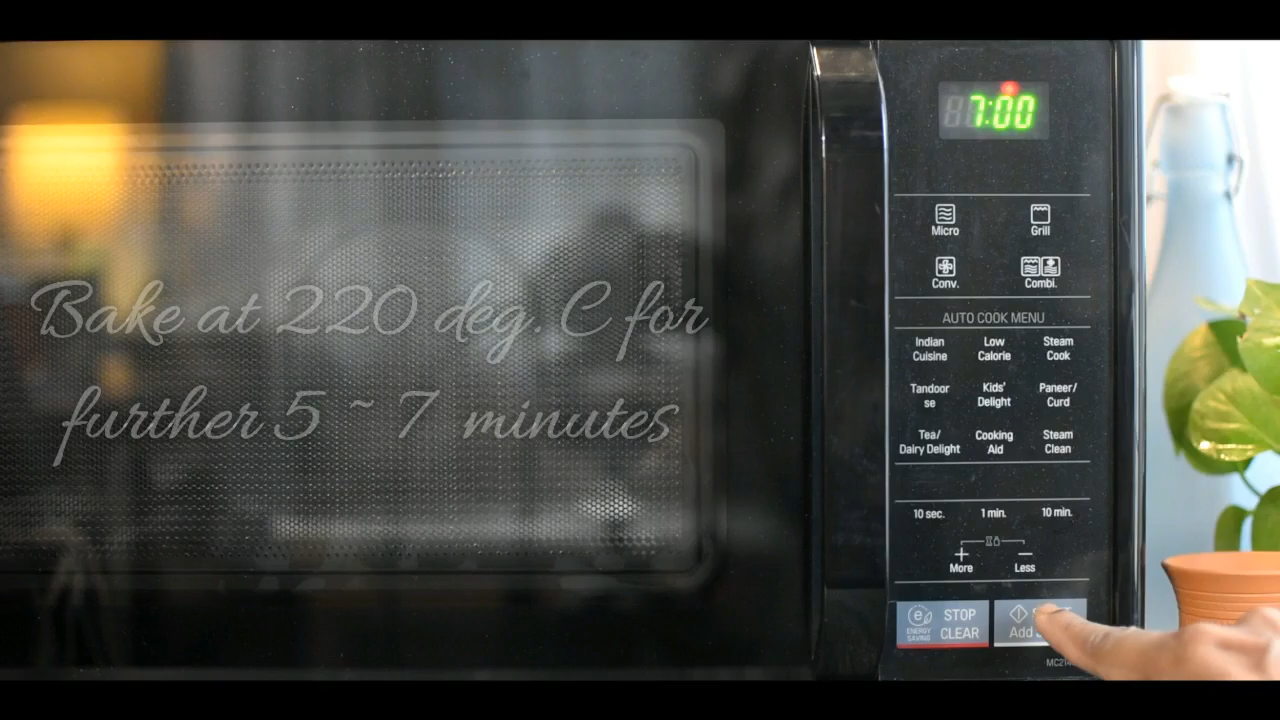 7:00
Micro Grill
Conv. Combi.
AUTO COOK MENU
Indian Cuisine
Low Calorie
Steam Cook
Tandoor se
Kids' Delight
Paneer/ Curd
Tea/ Dairy Delight
Cooking Aid
Steam Clean
10 sec. 1 min. 10 min.
More Less
ENERGY SAVING
STOP
CLEAR
Add
Bake at 220 deg. C for
further 5 ~ 7 minutes